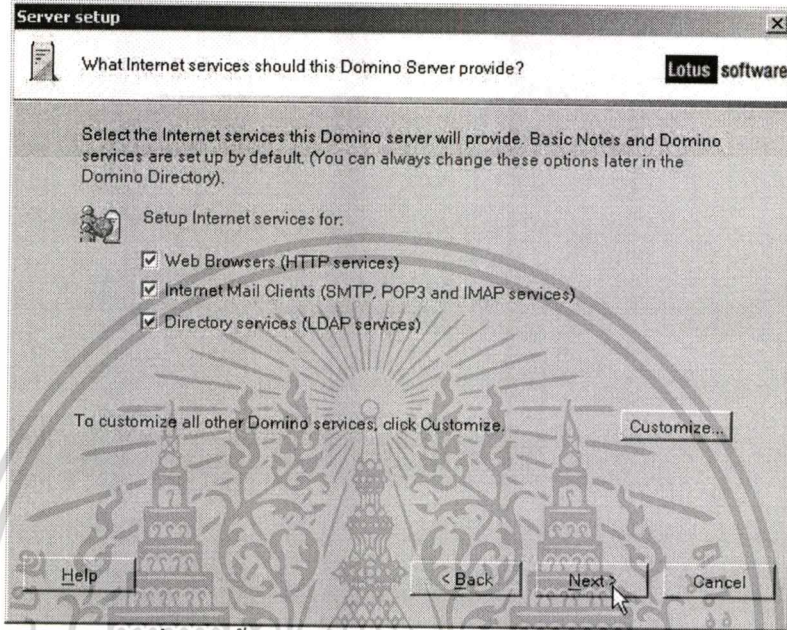 Server setup
What Internet services should this Domino Server provide?
Lotus software
Select the Internet services this Domino server will provide. Basic Notes and Domino
services are set up by default. (You can always change these options later in the
Domino Directory).
Setup Internet services for:
Web Browsers (HTTP services)
Internet Mail Clients (SMTP, POP3 and IMAP services)
Directory services (LDAP services)
To customize all other Domino services, click Customize.
Customize...
Help
< Back
Next >
Cancel